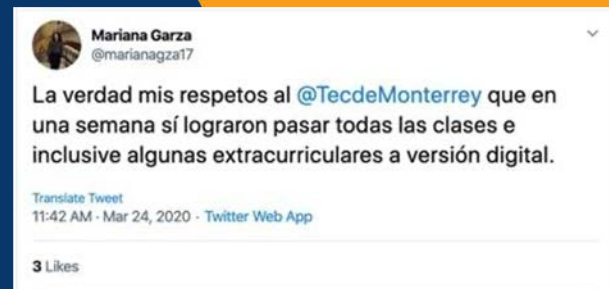 Mariana Garza
@marianagza17
La verdad mis respetos al @TecdeMonterrey que en
una semana sí lograron pasar todas las clases e
inclusive algunas extracurriculares a versión digital.
Translate Tweet
11:42 AM · Mar 24, 2020 · Twitter Web App
3 Likes